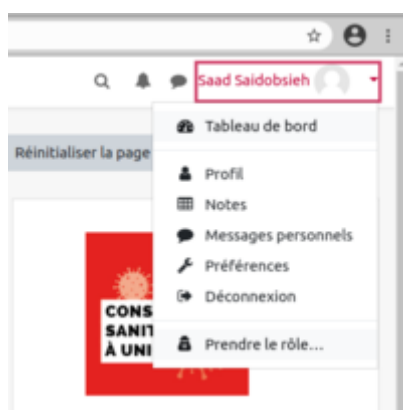 Saad Saidobsieh
Tableau de bord
Réinitialiser la page
Profil
Notes
Messages personnels
Préférences
Déconnexion
CONS
SANIT
À UNI
Prendre le rôle...